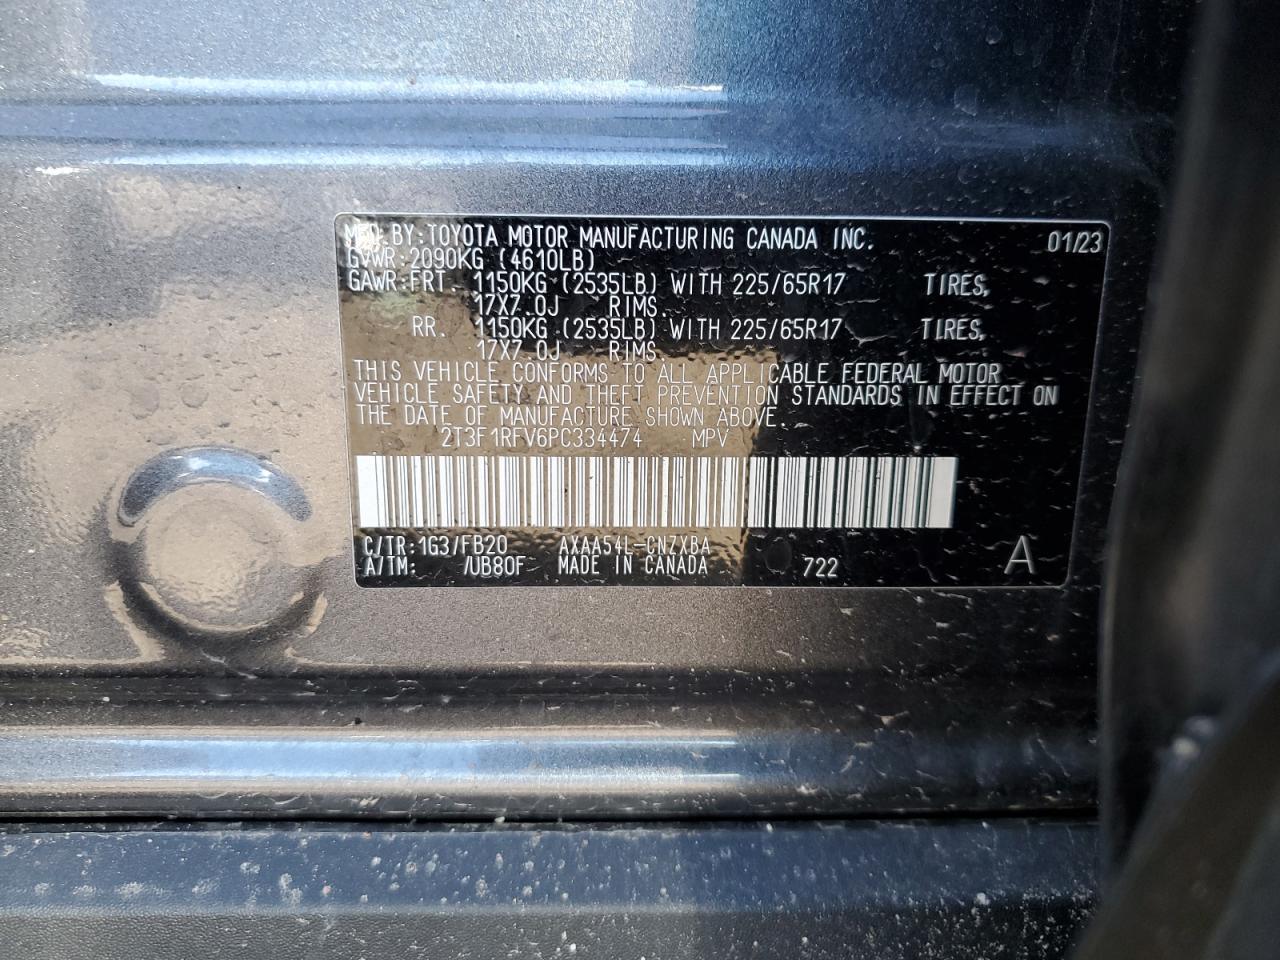 MFD.BY:TOYOTA MOTOR MANUFACTURING CANADA INC. 01/23
GVWR:2090KG (4610LB)
GAWR:FRT. 1150KG (2535LB) WITH 225/65R17 TIRES,
17X7.0J RIMS.
RR. 1150KG (2535LB) WITH 225/65R17 TIRES,
17X7.0J RIMS.
THIS VEHICLE CONFORMS TO ALL APPLICABLE FEDERAL MOTOR
VEHICLE SAFETY AND THEFT PREVENTION STANDARDS IN EFFECT ON
THE DATE OF MANUFACTURE SHOWN ABOVE.
2T3F1RFV6PC334474 MPV
C/TR:1G3/FB20 AXAA54L-CNZXBA
A/TM: /UB80F MADE IN CANADA 722 A